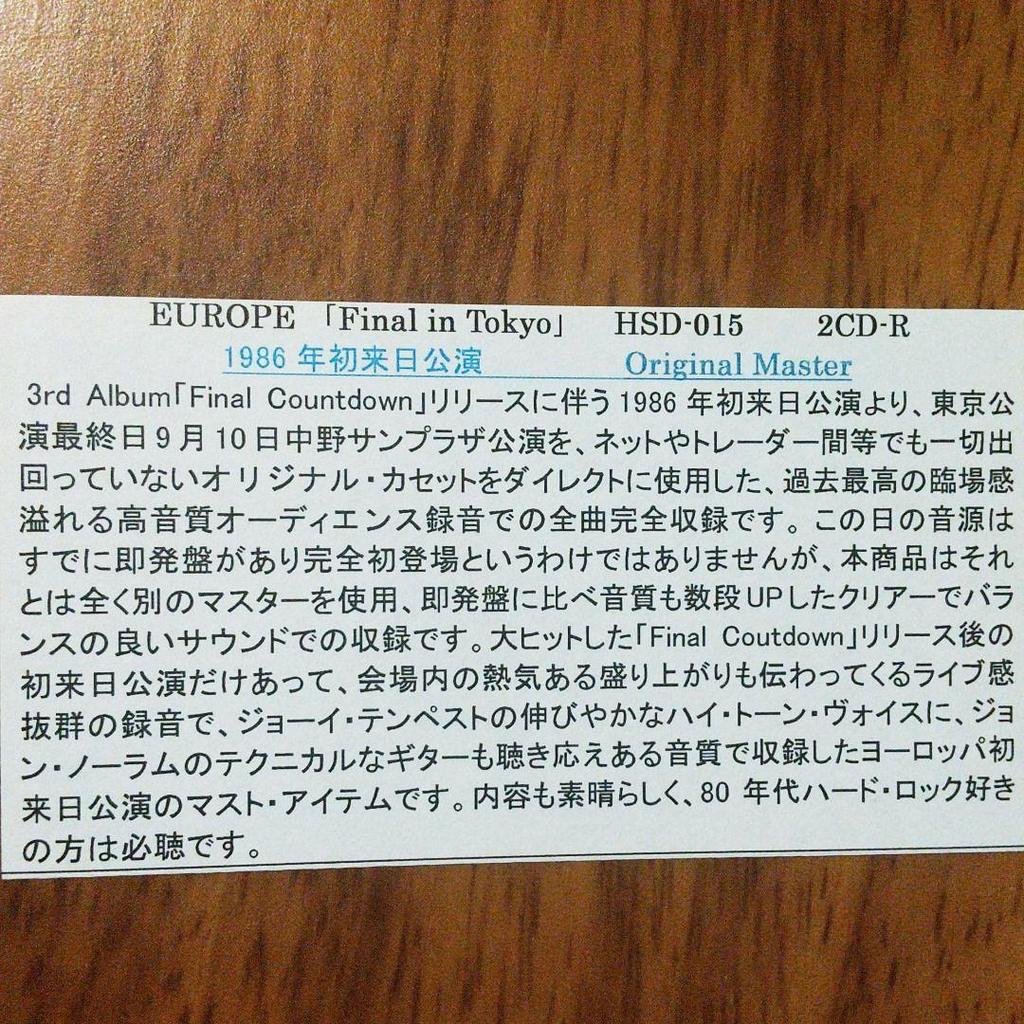 EUROPE 「Final in Tokyo」 HSD-015 2CD-R
1986 年初来日公演 Original Master
3rd Album「Final Countdown」リリースに伴う 1986 年初来日公演より、東京公
演最終日9月10日中野サンプラザ公演を、ネットやトレーダー間等でも一切出
回っていないオリジナル・カセットをダイレクトに使用した、過去最高の臨場感
溢れる高音質オーディエンス録音での全曲完全収録です。この日の音源は
すでに即発盤があり完全初登場というわけではありませんが、本商品はそれ
とは全く別のマスターを使用、即発盤に比べ音質も数段UPしたクリアーでバラ
ンスの良いサウンドでの収録です。大ヒットした「Final Coutdown」リリース後の
初来日公演だけあって、会場内の熱気ある盛り上がりも伝わってくるライブ感
抜群の録音で、ジョーイ・テンペストの伸びやかなハイ・トーン・ヴォイスに、ジョ
ン・ノーラムのテクニカルなギターも聴き応えある音質で収録したヨーロッパ初
来日公演のマスト・アイテムです。内容も素晴らしく、80 年代ハード・ロック好き
の方は必聴です。